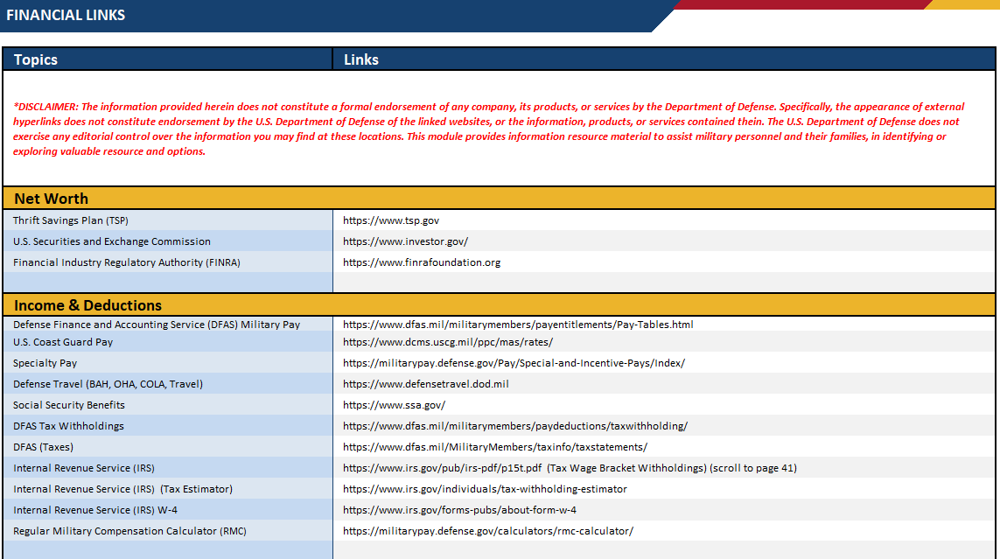 FINANCIAL LINKS
Topics
Links
*DISCLAIMER: The information provided herein does not constitute a formal endorsement of any company, its products, or services by the Department of Defense. Specifically, the appearance of external
hyperlinks does not constitute endorsement by the U.S. Department of Defense of the linked websites, or the information, products, or services contained thein. The U.S. Department of Defense does not
exercise any editorial control over the information you may find at these locations. This module provides information resource material to assist military personnel and their families, in identifying or
exploring valuable resource and options.
Net Worth
Thrift Savings Plan (TSP)
https://www.tsp.gov
U.S. Securities and Exchange Commission
https://www.investor.gov/
Financial Industry Regulatory Authority (FINRA)
https://www.finrafoundation.org
Income & Deductions
Defense Finance and Accounting Service (DFAS) Military Pay
https://www.dfas.mil/militarymembers/payentitlements/Pay-Tables.html
U.S. Coast Guard Pay
https://www.dcms.uscg.mil/ppc/mas/rates/
Specialty Pay
https://militarypay.defense.gov/Pay/Special-and-Incentive-Pays/Index/
Defense Travel (BAH, OHA, COLA, Travel)
https://www.defensetravel.dod.mil
Social Security Benefits
https://www.ssa.gov/
DFAS Tax Withholdings
https://www.dfas.mil/militarymembers/paydeductions/taxwithholding/
DFAS (Taxes)
https://www.dfas.mil/MilitaryMembers/taxinfo/taxstatements/
Internal Revenue Service (IRS)
https://www.irs.gov/pub/irs-pdf/p15t.pdf (Tax Wage Bracket Withholdings) (scroll to page 41)
Internal Revenue Service (IRS) (Tax Estimator)
https://www.irs.gov/individuals/tax-withholding-estimator
Internal Revenue Service (IRS) W-4
https://www.irs.gov/forms-pubs/about-form-w-4
Regular Military Compensation Calculator (RMC)
https://militarypay.defense.gov/calculators/rmc-calculator/